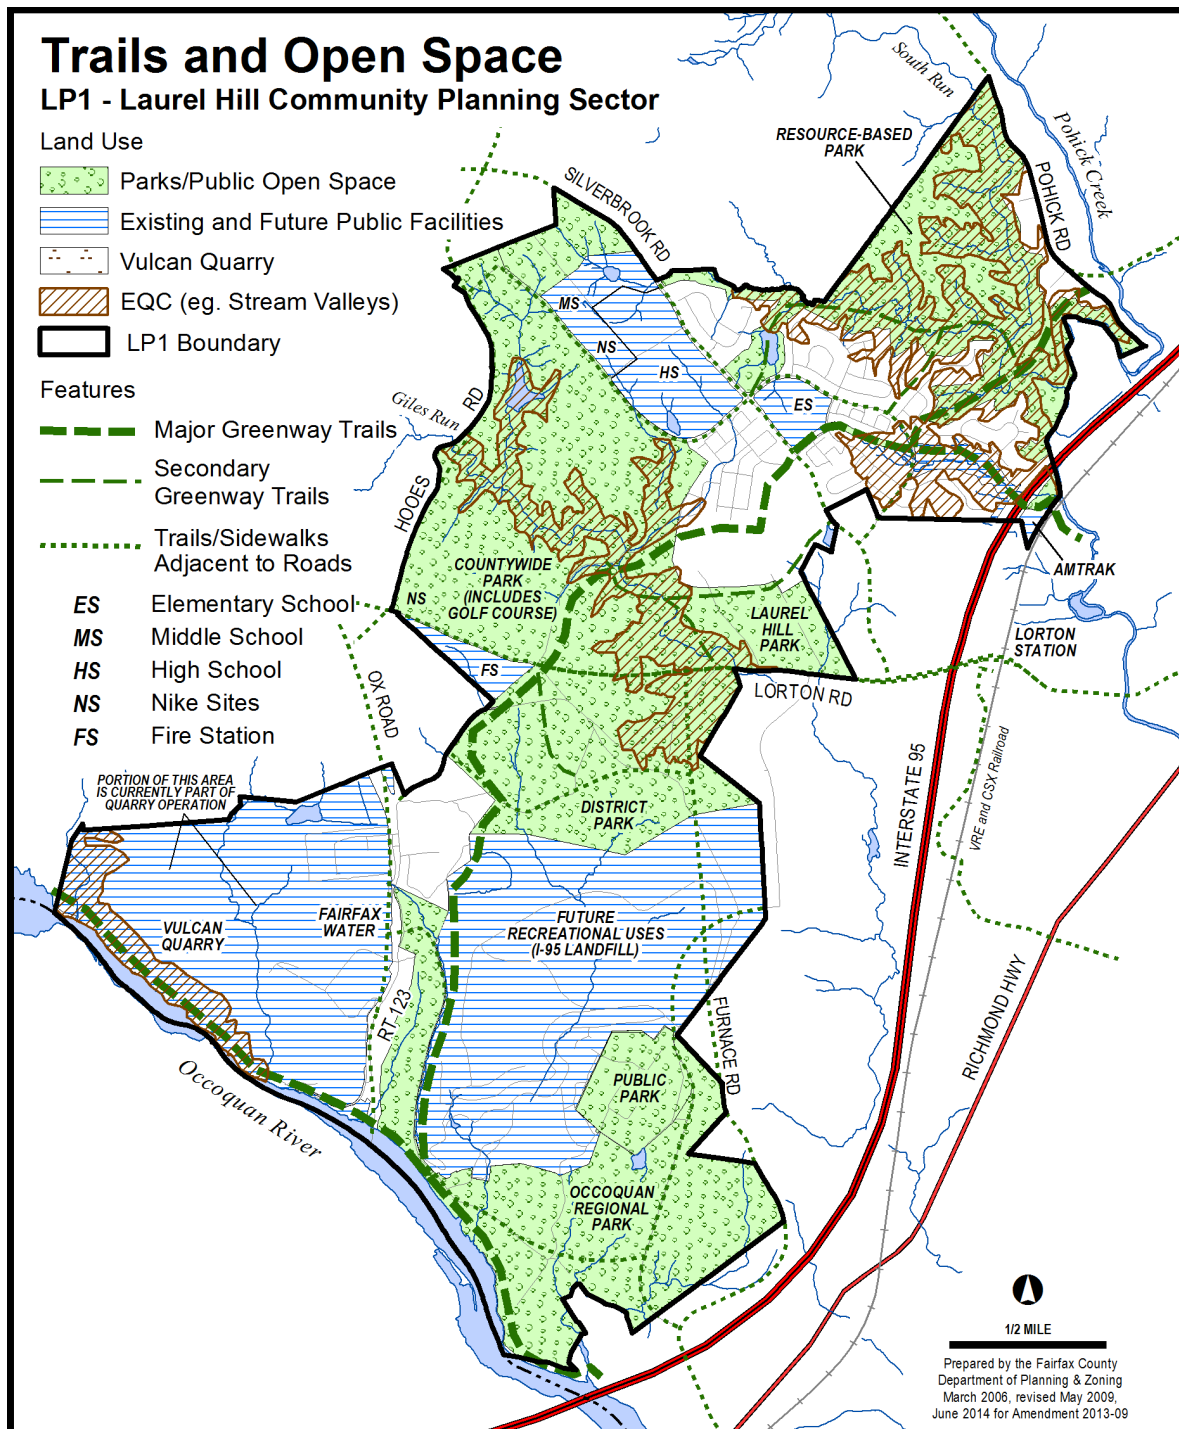 Trails and Open Space
LP1 - Laurel Hill Community Planning Sector
Land Use
Parks/Public Open Space
Existing and Future Public Facilities
Vulcan Quarry
EQC (eg. Stream Valleys)
LP1 Boundary
Features
Major Greenway Trails
Secondary
Greenway Trails
Trails/Sidewalks
Adjacent to Roads
ES Elementary School
MS Middle School
HS High School
NS Nike Sites
FS Fire Station
South Run
Pohick Creek
RESOURCE-BASED
PARK
POHICK RD
SILVERBROOK RD
MS
NS
HS
ES
Giles Run
HOOES
RD
COUNTYWIDE
PARK
(INCLUDES
GOLF COURSE)
NS
FS
LAUREL
HILL
PARK
AMTRAK
LORTON
STATION
LORTON RD
OX ROAD
PORTION OF THIS AREA
IS CURRENTLY PART OF
QUARRY OPERATION
DISTRICT
PARK
INTERSTATE 95
VRE and CSX Railroad
VULCAN
QUARRY
FAIRFAX
WATER
FUTURE
RECREATIONAL USES
(I-95 LANDFILL)
RT 123
FURNACE RD
RICHMOND HWY
PUBLIC
PARK
Occoquan River
OCCOQUAN
REGIONAL
PARK
1/2 MILE
Prepared by the Fairfax County
Department of Planning & Zoning
March 2006, revised May 2009,
June 2014 for Amendment 2013-09